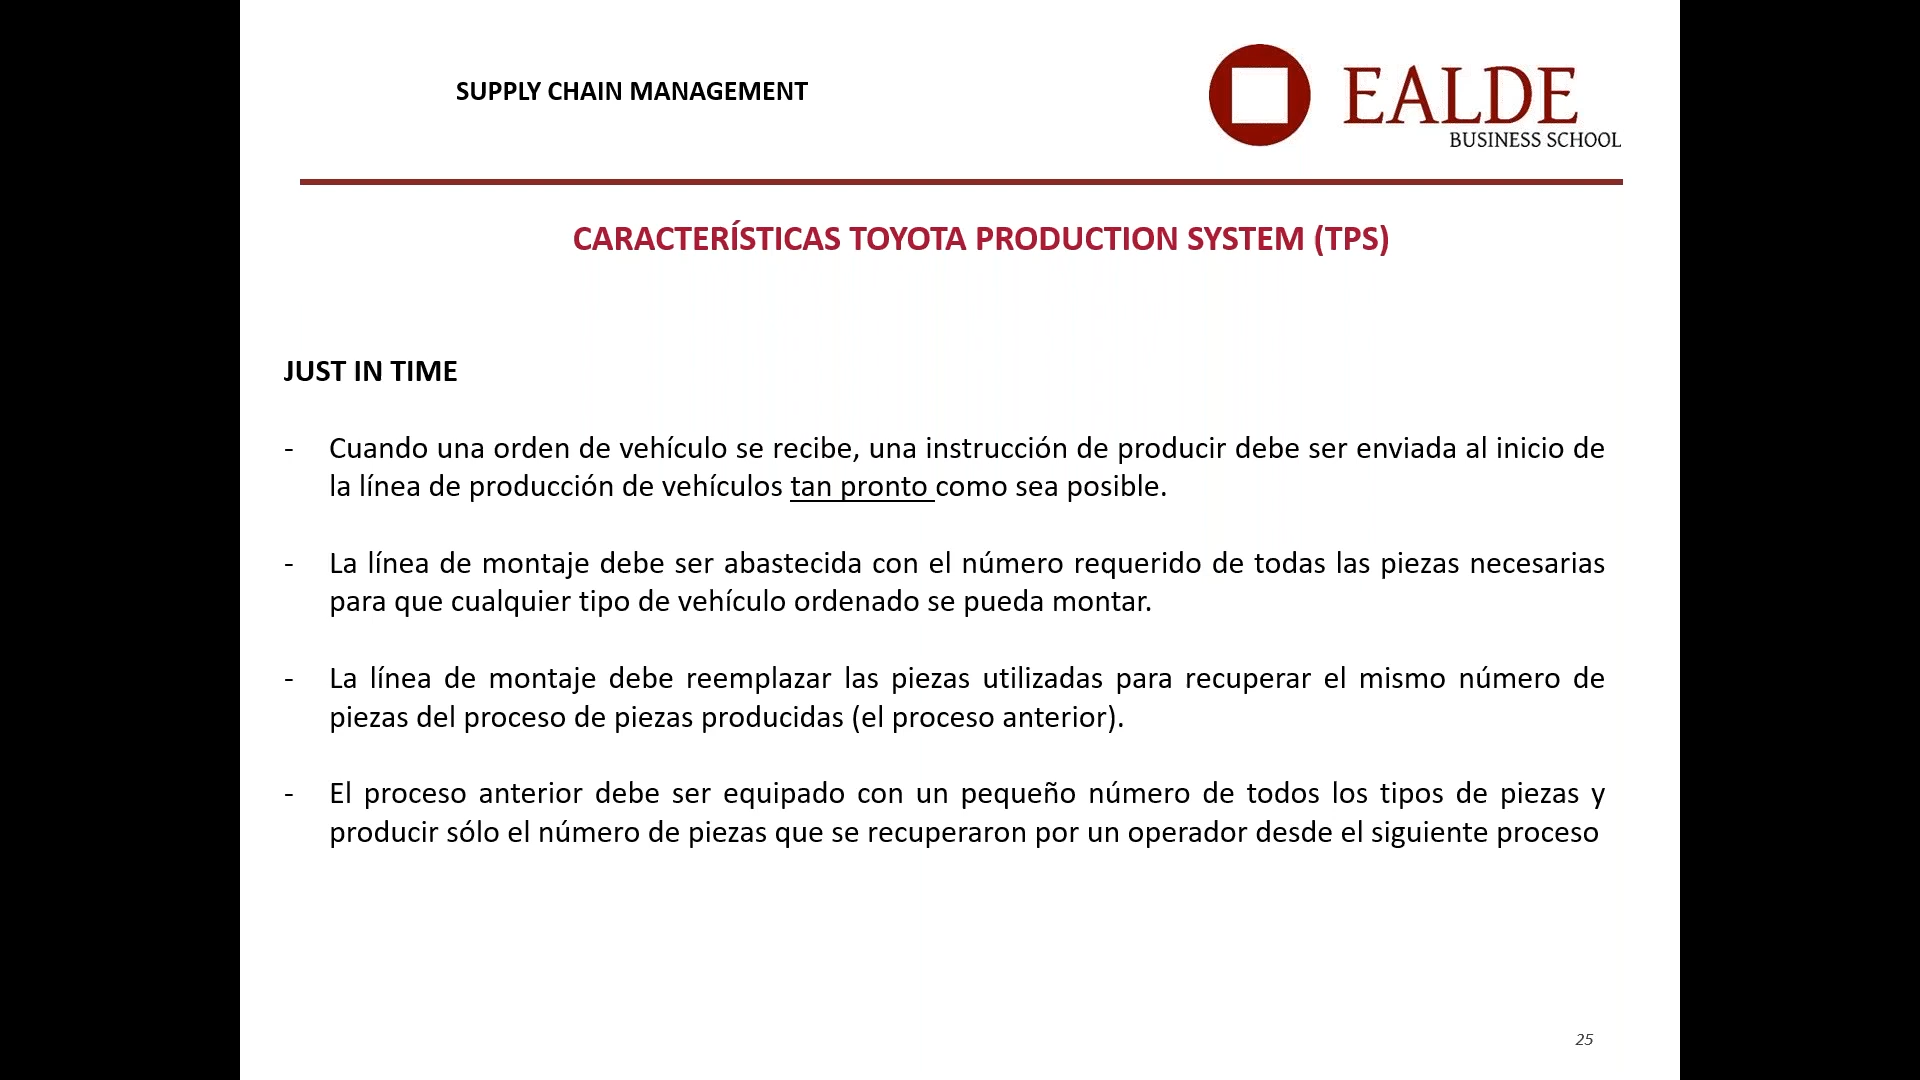 SUPPLY CHAIN MANAGEMENT
EALDE
BUSINESS SCHOOL
CARACTERÍSTICAS TOYOTA PRODUCTION SYSTEM (TPS)
JUST IN TIME
- Cuando una orden de vehículo se recibe, una instrucción de producir debe ser enviada al inicio de
la línea de producción de vehículos tan pronto como sea posible.
- La línea de montaje debe ser abastecida con el número requerido de todas las piezas necesarias
para que cualquier tipo de vehículo ordenado se pueda montar.
- La línea de montaje debe reemplazar las piezas utilizadas para recuperar el mismo número de
piezas del proceso de piezas producidas (el proceso anterior).
- El proceso anterior debe ser equipado con un pequeño número de todos los tipos de piezas y
producir sólo el número de piezas que se recuperaron por un operador desde el siguiente proceso
25